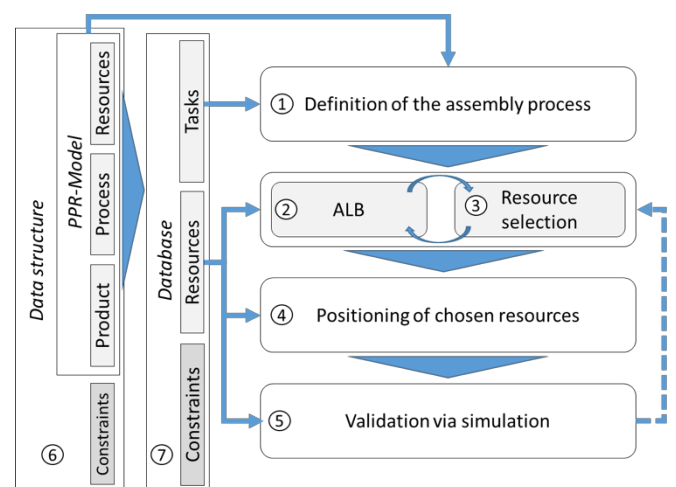 Data structure
PPR-Model
Resources
Process
Product
Constraints
⑥
Database
Tasks
Resources
Constraints
⑦
① Definition of the assembly process
② ALB
③ Resource
selection
④ Positioning of chosen resources
⑤ Validation via simulation